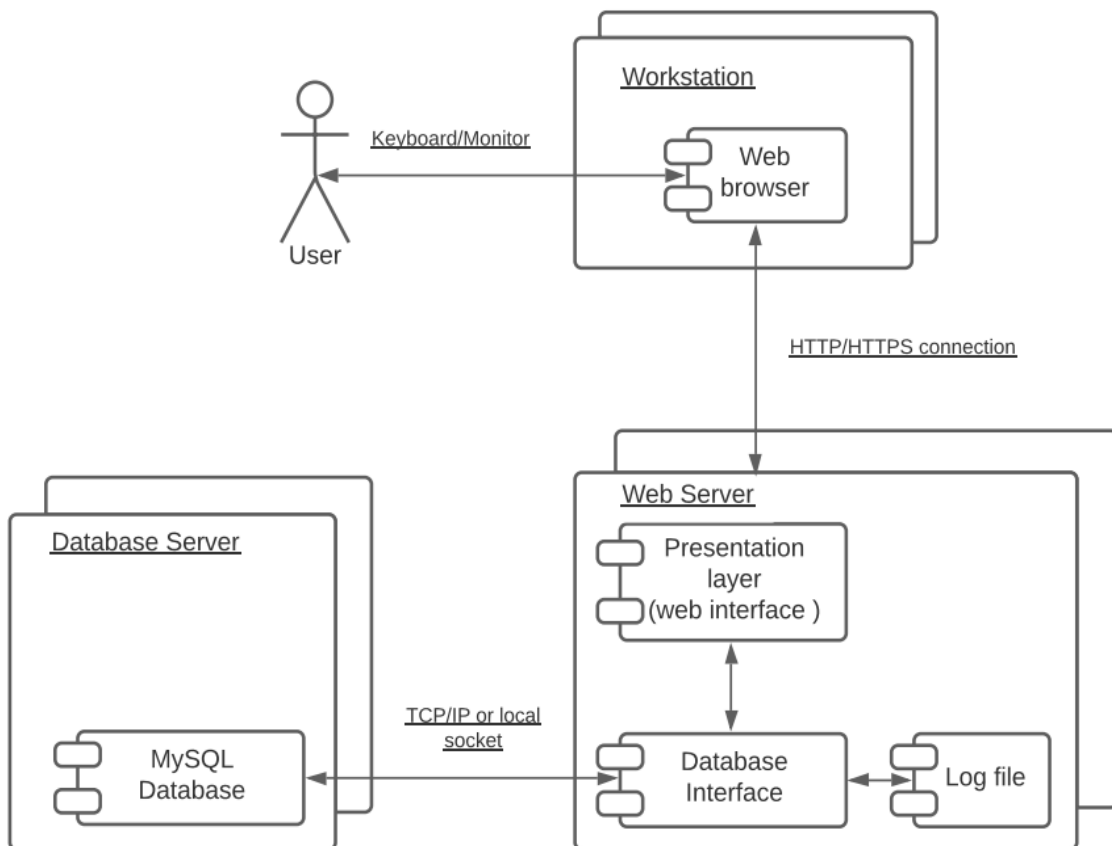 Workstation
Keyboard/Monitor
Web
browser
User
HTTP/HTTPS connection
Web Server
Database Server
Presentation
layer
(web interface )
TCP/IP or local
socket
MySQL
Database
Database
Interface
Log file